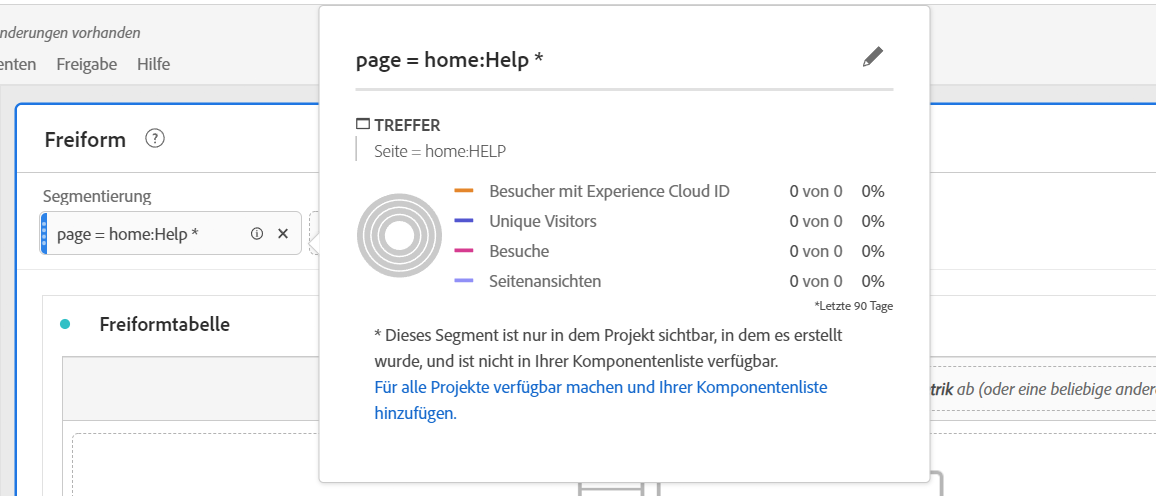 nderungen vorhanden
enten Freigabe Hilfe
page = home:Help *
Freiform ?
TREFFER
Seite = home:HELP
Segmentierung
page = home:Help *
Besucher mit Experience Cloud ID 0 von 0 0%
Unique Visitors 0 von 0 0%
Besuche 0 von 0 0%
Seitenansichten 0 von 0 0%
*Letzte 90 Tage
Freiformtabelle
* Dieses Segment ist nur in dem Projekt sichtbar, in dem es erstellt
wurde, und ist nicht in Ihrer Komponentenliste verfügbar.
Für alle Projekte verfügbar machen und Ihrer Komponentenliste
hinzufügen.
trik ab (oder eine beliebige andere